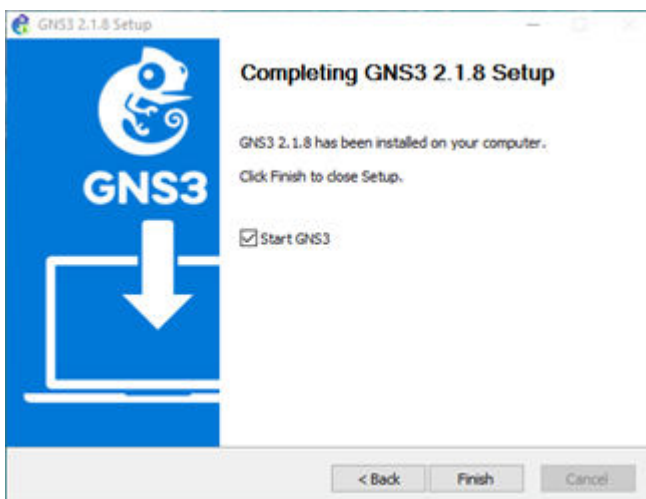 GNS3 2.1.8 Setup
Completing GNS3 2.1.8 Setup
GNS3 2.1.8 has been installed on your computer.
Click Finish to close Setup.
GNS3
Start GNS3
< Back
Finish
Cancel